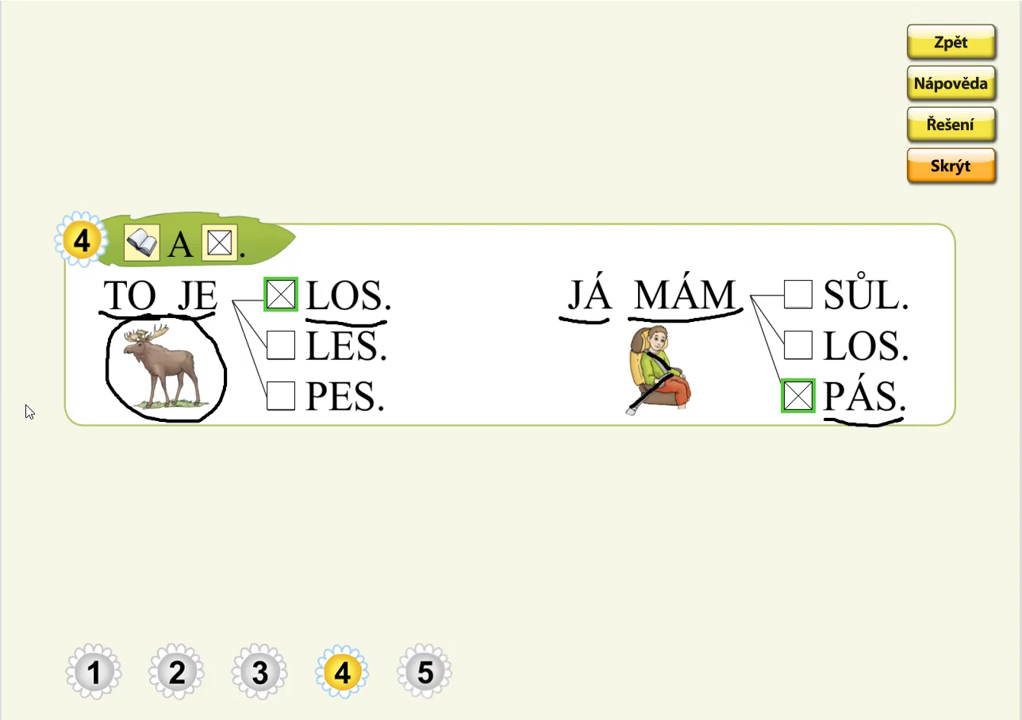 Zpět
Nápověda
Řešení
Skrýt
4 A .
TO JE LOS.
LES.
PES.
JÁ MÁM SŮL.
LOS.
PÁS.
1 2 3 4 5